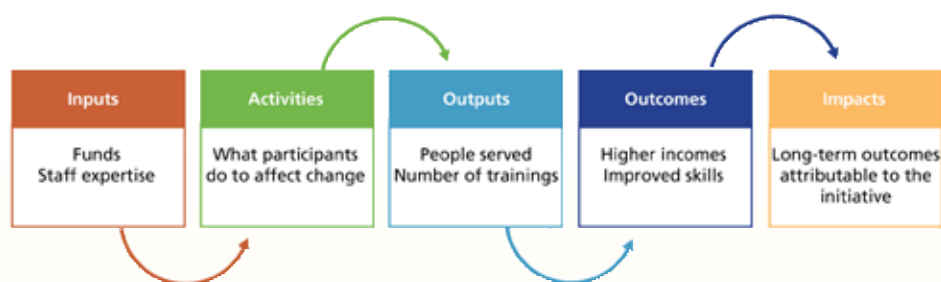 Inputs
Funds
Staff expertise
Activities
What participants
do to affect change
Outputs
People served
Number of trainings
Outcomes
Higher incomes
Improved skills
Impacts
Long-term outcomes
attributable to the
initiative